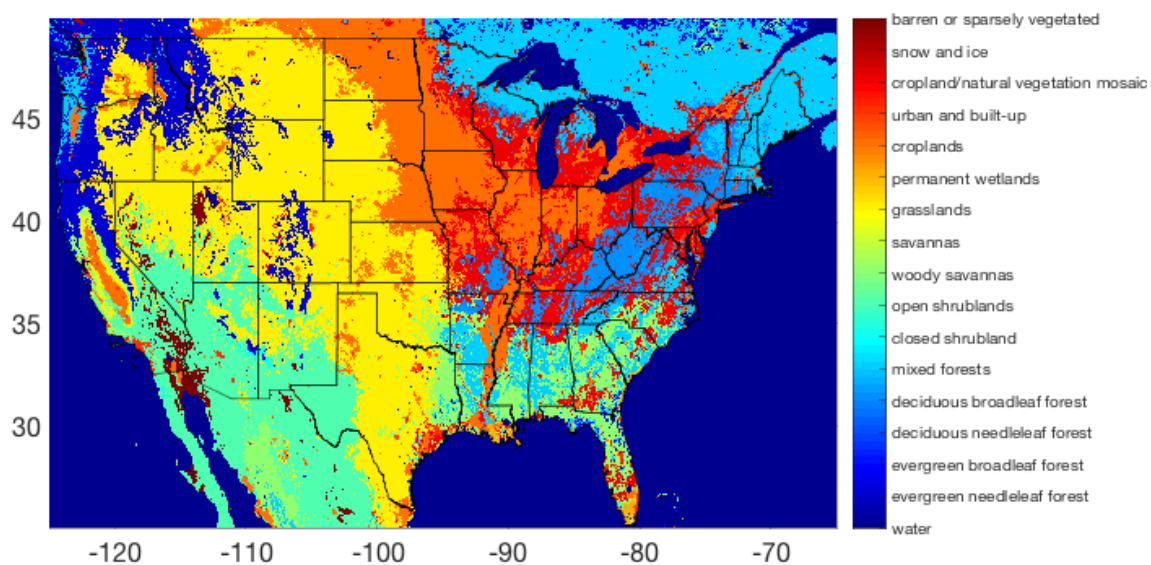 45
40
35
30
-120 -110 -100 -90 -80 -70
barren or sparsely vegetated
snow and ice
cropland/natural vegetation mosaic
urban and built-up
croplands
permanent wetlands
grasslands
savannas
woody savannas
open shrublands
closed shrubland
mixed forests
deciduous broadleaf forest
deciduous needleleaf forest
evergreen broadleaf forest
evergreen needleleaf forest
water